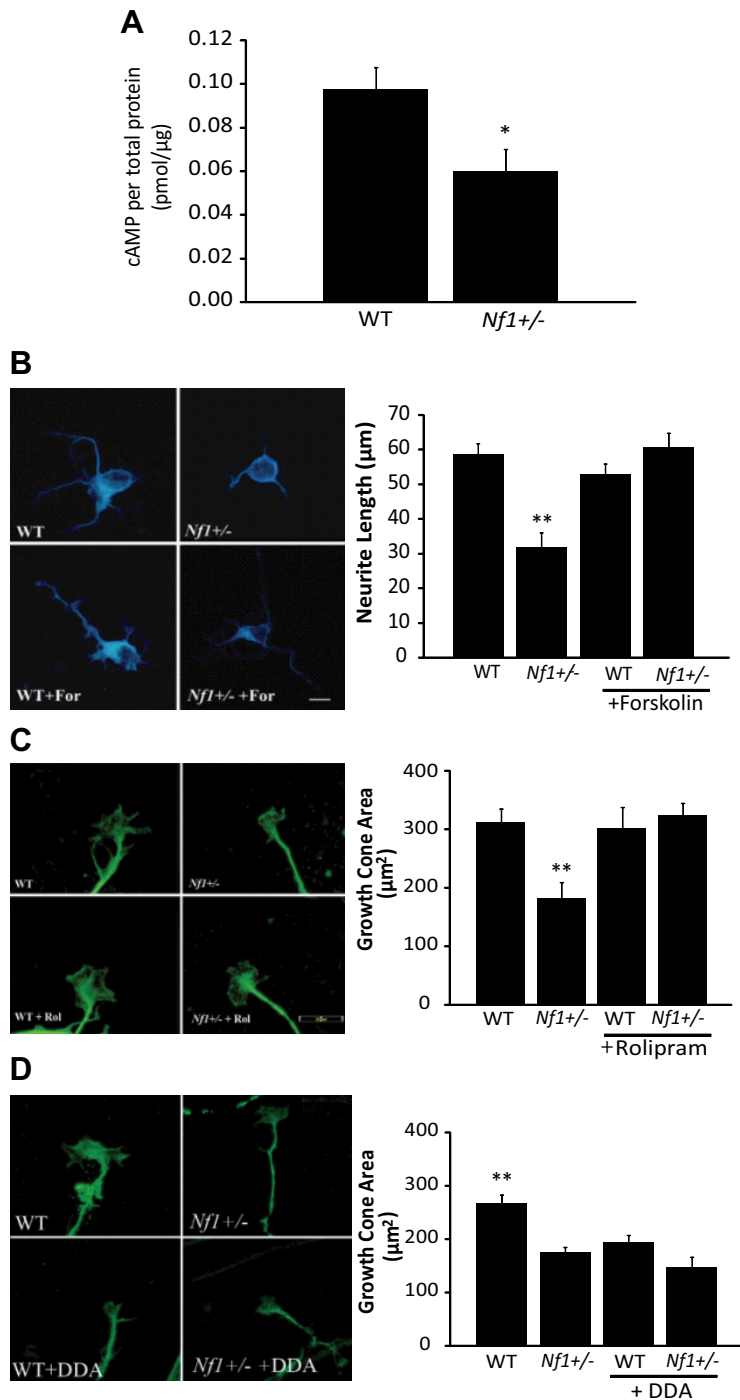 A
cAMP per total protein
(pmol/µg)
0.12
0.10
0.08
0.06
0.04
0.02
0.00
*
WT
Nf1+/-
B
WT
Nf1+/-
WT+For
Nf1+/- +For
Neurite Length (µm)
70
60
50
40
30
20
10
0
**
WT
Nf1+/-
WT
Nf1+/-
+Forskolin
C
WT
Nf1+/-
WT + Rol
Nf1+/- + Rol
Growth Cone Area
(µm²)
400
300
200
100
0
**
WT
Nf1+/-
WT
Nf1+/-
+Rolipram
D
WT
Nf1+/-
WT+DDA
Nf1+/- +DDA
Growth Cone Area
(µm²)
400
300
200
100
0
**
WT
Nf1+/-
WT
Nf1+/-
+ DDA